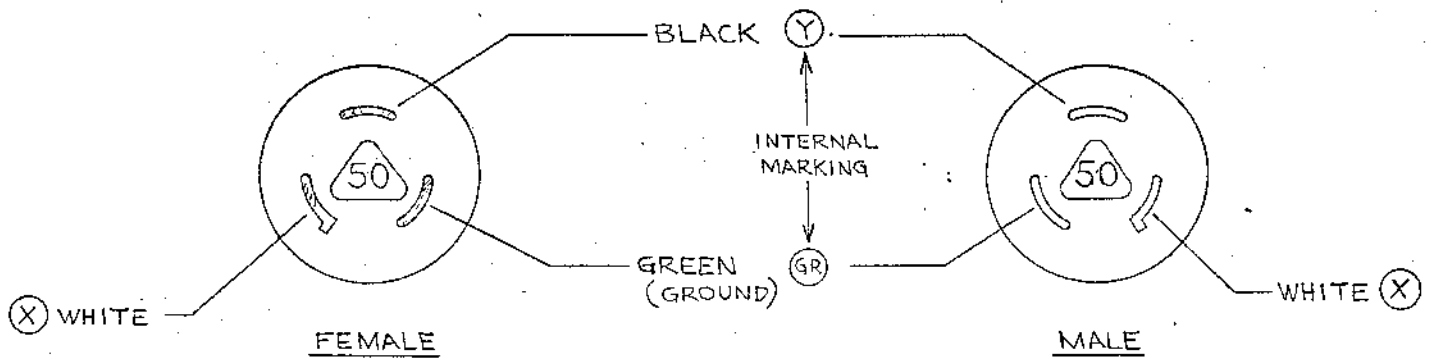 BLACK Y
50
INTERNAL
MARKING
50
GREEN GR
(GROUND)
X WHITE
WHITE X
FEMALE
MALE